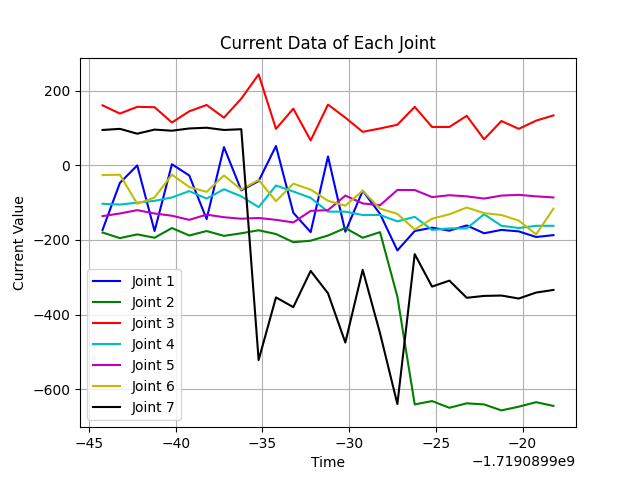 Current Data of Each Joint
Current Value
200
0
−200
−400
−600
Joint 1
Joint 2
Joint 3
Joint 4
Joint 5
Joint 6
Joint 7
−45 −40 −35 −30 −25 −20
Time
−1.7190899e9